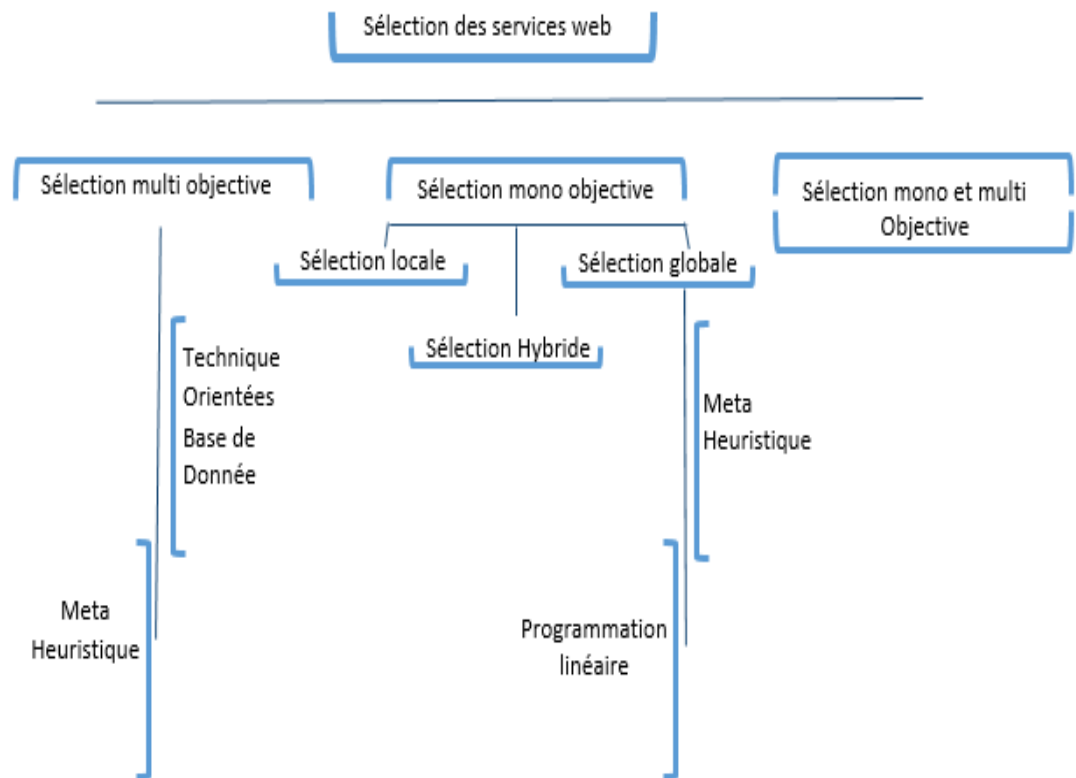 Sélection des services web
Sélection multi objective
Sélection mono objective
Sélection mono et multi
Objective
Sélection locale
Sélection globale
Sélection Hybride
Technique
Orientées
Base de
Donnée
Meta
Heuristique
Meta
Heuristique
Programmation
linéaire